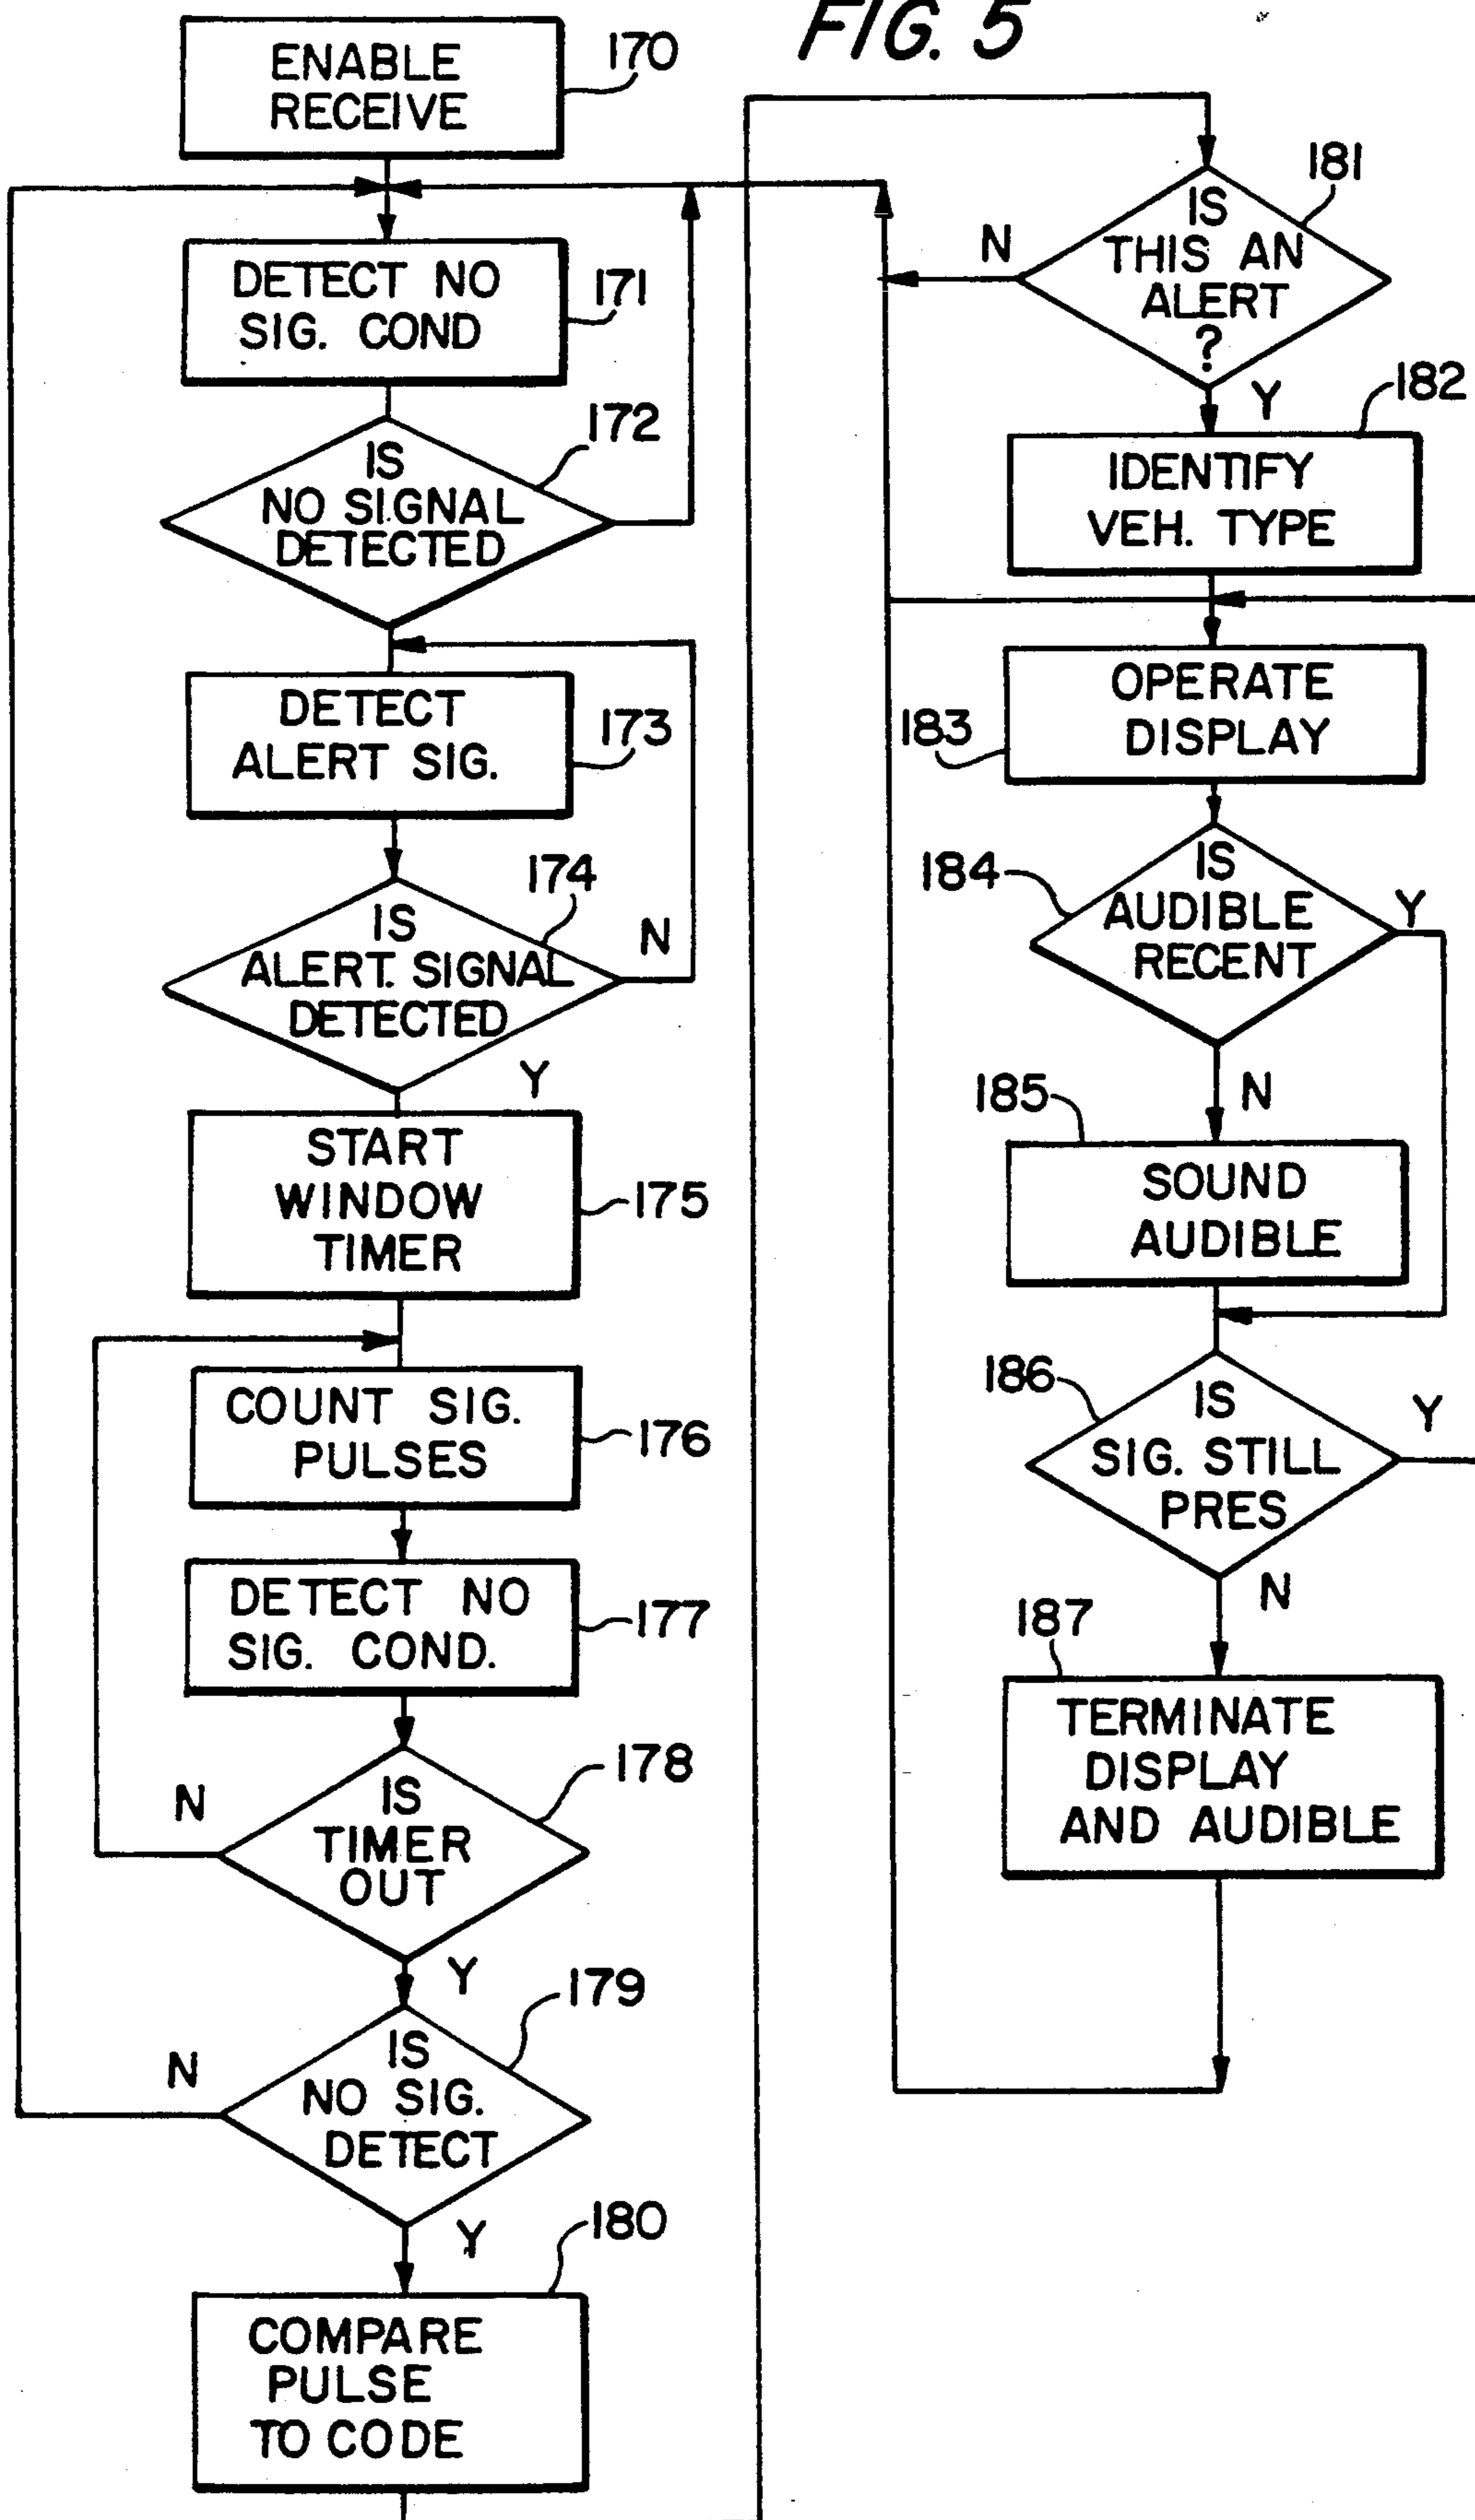 FIG. 5
ENABLE
RECEIVE
170
DETECT NO
SIG. COND
171
IS
NO SIGNAL
DETECTED
172
DETECT
ALERT SIG.
173
IS
ALERT. SIGNAL
DETECTED
174
N
Y
START
WINDOW
TIMER
175
COUNT SIG.
PULSES
176
DETECT NO
SIG. COND.
177
IS
TIMER
OUT
178
N
Y
IS
NO SIG.
DETECT
179
N
Y
COMPARE
PULSE
TO CODE
180
IS
THIS AN
ALERT
?
181
N
Y
IDENTIFY
VEH. TYPE
182
OPERATE
DISPLAY
183
IS
AUDIBLE
RECENT
184
Y
N
SOUND
AUDIBLE
185
IS
SIG. STILL
PRES
186
Y
N
TERMINATE
DISPLAY
AND AUDIBLE
187